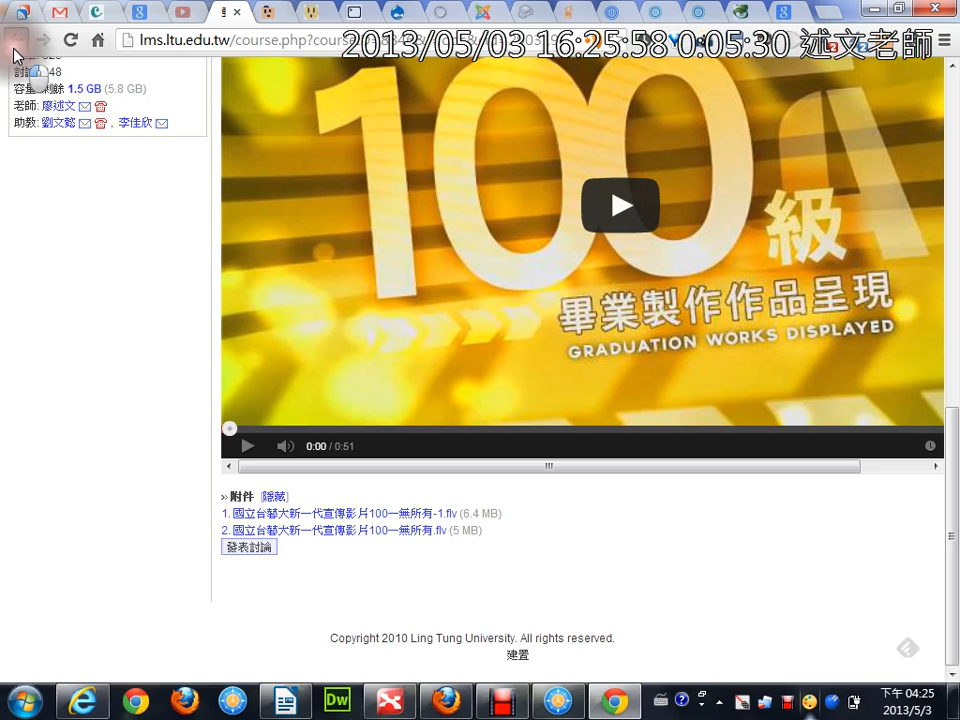 lms.ltu.edu.tw/course.php?cour
2013/05/03 16:25:58 0:05:30 述文老師
48
1.5 GB (5.8 GB)
老師: 廖述文
助教: 劉文懿 , 李佳欣
100級
畢業製作作品呈現
GRADUATION WORKS DISPLAYED
0:00 / 0:51
» 附件 [隱藏]
1. 國立台藝大新一代宣傳影片100一無所有-1.flv (6.4 MB)
2. 國立台藝大新一代宣傳影片100一無所有.flv (5 MB)
發表討論
Copyright 2010 Ling Tung University. All rights reserved.
建置
Dw
下午 04:25
2013/5/3